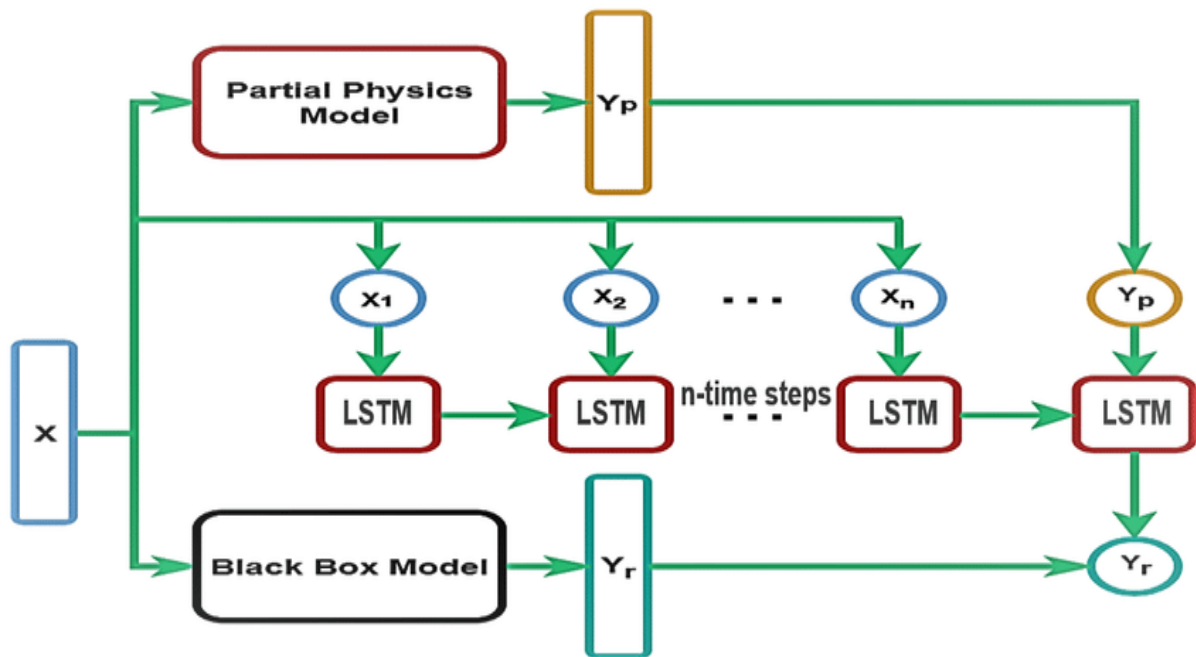 Partial Physics
Model
Yp
X₁
X₂
- - -
Xₙ
Yp
X
LSTM
LSTM
n-time steps
- - -
LSTM
LSTM
Black Box Model
Yr
Yr